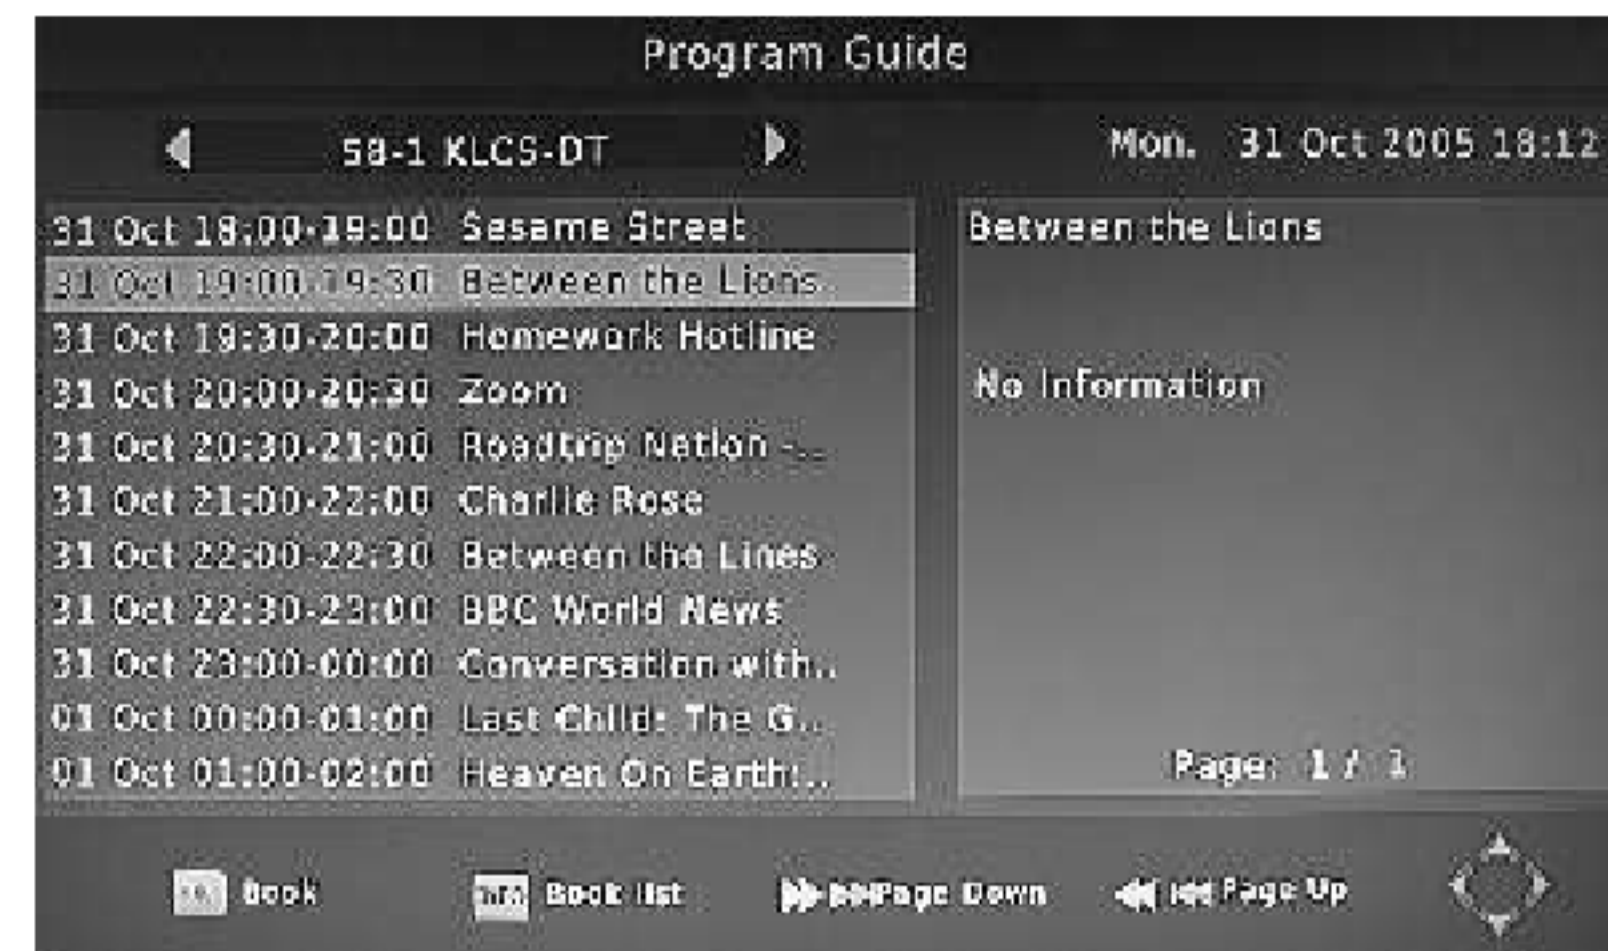 Program Guide
58-1 KLCS-DT
Mon. 31 Oct 2005 18:12
31 Oct 18:00-19:00 Sesame Street
31 Oct 19:00-19:30 Between the Lions
31 Oct 19:30-20:00 Homework Hotline
31 Oct 20:00-20:30 Zoom
31 Oct 20:30-21:00 Roadtrip Nation -..
31 Oct 21:00-22:00 Charlie Rose
31 Oct 22:00-22:30 Between the Lines
31 Oct 22:30-23:00 BBC World News
31 Oct 23:00-00:00 Conversation with..
01 Oct 00:00-01:00 Last Child: The G..
01 Oct 01:00-02:00 Heaven On Earth:..
Between the Lions
No Information
Page: 1 / 1
Book
INFO Book list
Page Down
Page Up